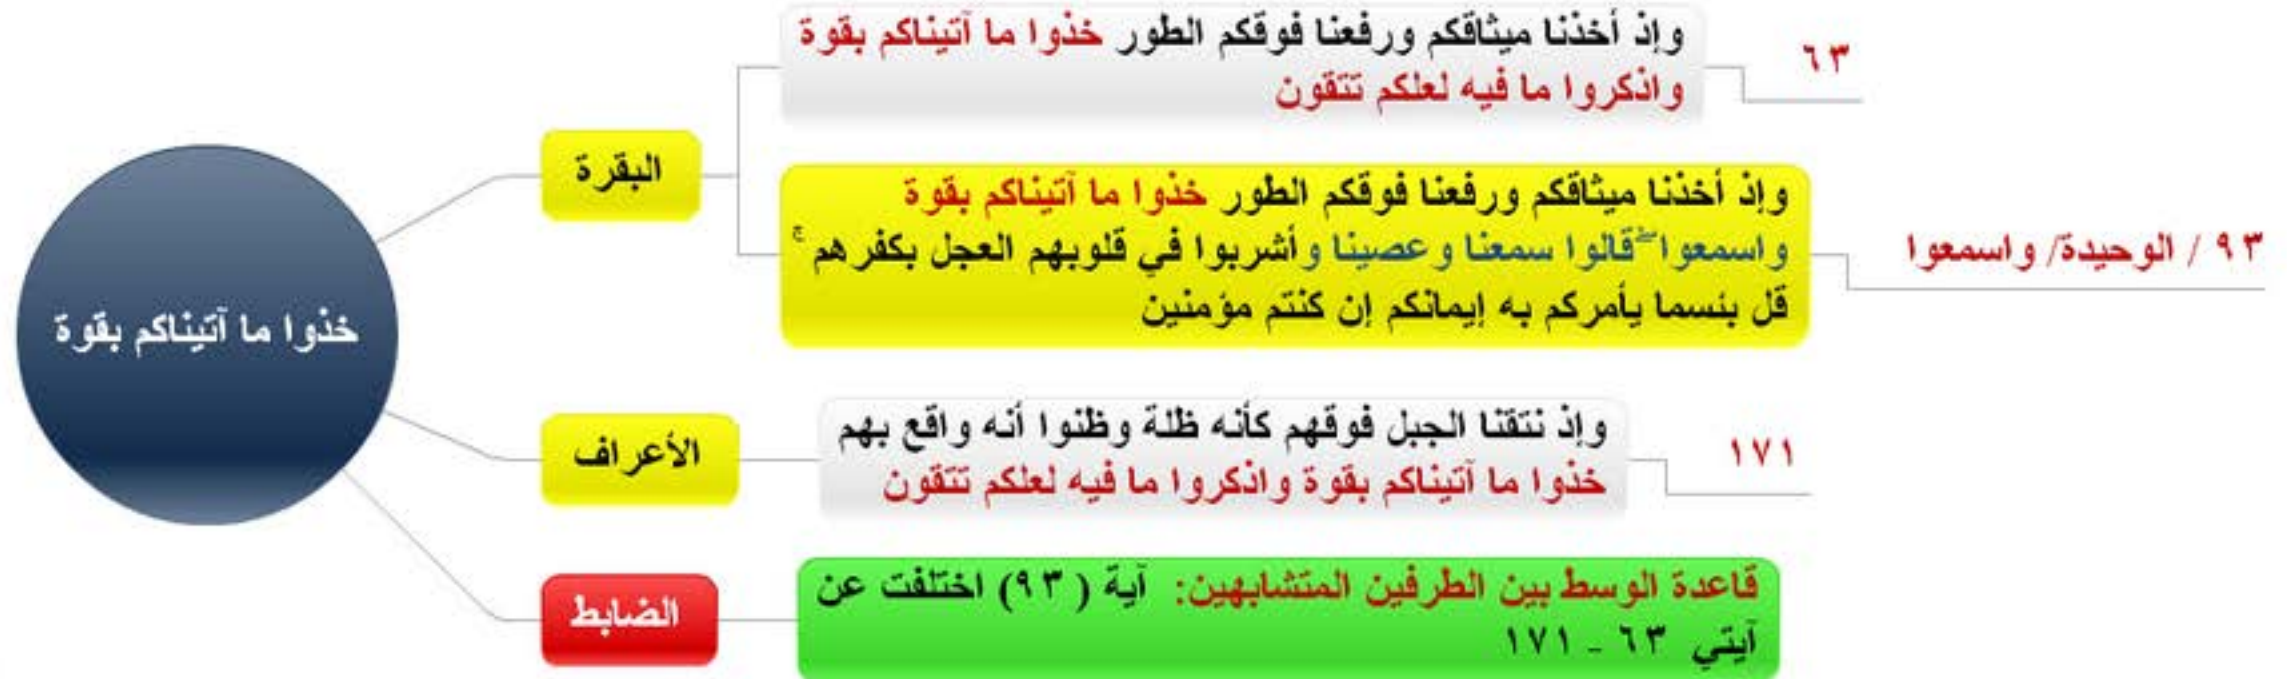 خذوا ما آتيناكم بقوة
البقرة
وإذ أخذنا ميثاقكم ورفعنا فوقكم الطور خذوا ما آتيناكم بقوة
واذكروا ما فيه لعلكم تتقون
٦٣
وإذ أخذنا ميثاقكم ورفعنا فوقكم الطور خذوا ما آتيناكم بقوة
واسمعوا ۖ قالوا سمعنا وعصينا وأشربوا في قلوبهم العجل بكفرهم ۚ
قل بئسما يأمركم به إيمانكم إن كنتم مؤمنين
٩٣ / الوحيدة/ واسمعوا
الأعراف
وإذ نتقنا الجبل فوقهم كأنه ظلة وظنوا أنه واقع بهم
خذوا ما آتيناكم بقوة واذكروا ما فيه لعلكم تتقون
١٧١
الضابط
قاعدة الوسط بين الطرفين المتشابهين: آية ( ٩٣) اختلفت عن
آيتي ٦٣ - ١٧١